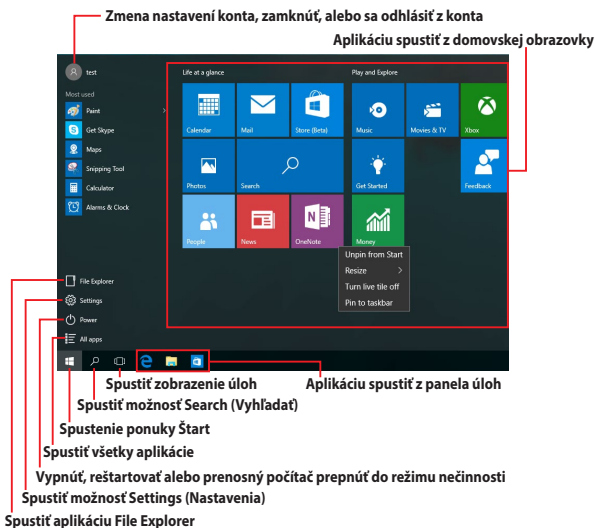 Zmena nastavení konta, zamknúť, alebo sa odhlásiť z konta
Aplikáciu spustiť z domovskej obrazovky
test
Life at a glance
Play and Explore
Most used
Paint
Get Skype
Maps
Snipping Tool
Calculator
Alarms & Clock
Calendar
Mail
Store (Beta)
Music
Movies & TV
Xbox
Photos
Search
Get Started
Feedback
People
News
OneNote
Money
Unpin from Start
Resize
Turn live tile off
Pin to taskbar
File Explorer
Settings
Power
All apps
Spustiť zobrazenie úloh
Aplikáciu spustiť z panela úloh
Spustiť možnosť Search (Vyhľadať)
Spustenie ponuky Štart
Spustiť všetky aplikácie
Vypnúť, reštartovať alebo prenosný počítač prepnúť do režimu nečinnosti
Spustiť možnosť Settings (Nastavenia)
Spustiť aplikáciu File Explorer